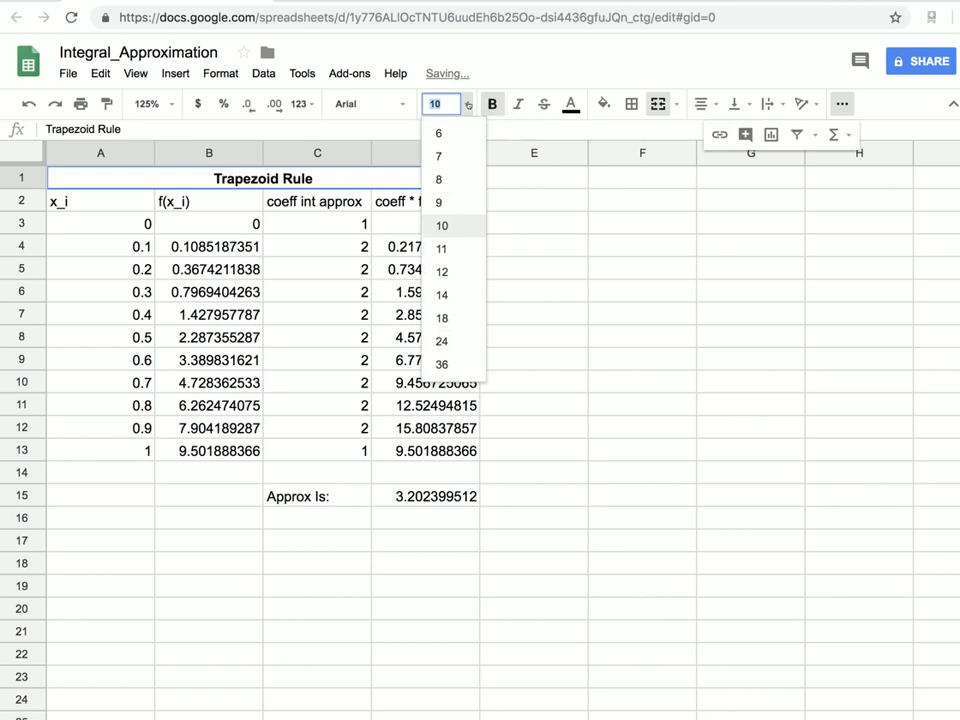 https://docs.google.com/spreadsheets/d/1y776ALlOcTNTU6uudEh6b25Oo-dsi4436gfuJQn_ctg/edit#gid=0
Integral_Approximation
File Edit View Insert Format Data Tools Add-ons Help Saving...
SHARE
125% $ % .0 .00 123 Arial 10 B I S A Σ
fx Trapezoid Rule
A B C E F G H
1 Trapezoid Rule
2 x_i f(x_i) coeff int approx coeff * f
3 0 0 1
4 0.1 0.1085187351 2 0.217
5 0.2 0.3674211838 2 0.734
6 0.3 0.7969404263 2 1.59
7 0.4 1.427957787 2 2.85
8 0.5 2.287355287 2 4.57
9 0.6 3.389831621 2 6.77
10 0.7 4.728362533 2 9.456725065
11 0.8 6.262474075 2 12.52494815
12 0.9 7.904189287 2 15.80837857
13 1 9.501888366 1 9.501888366
14
15 Approx Is: 3.202399512
16
17
18
19
20
21
22
23
24
6
7
8
9
10
11
12
14
18
24
36